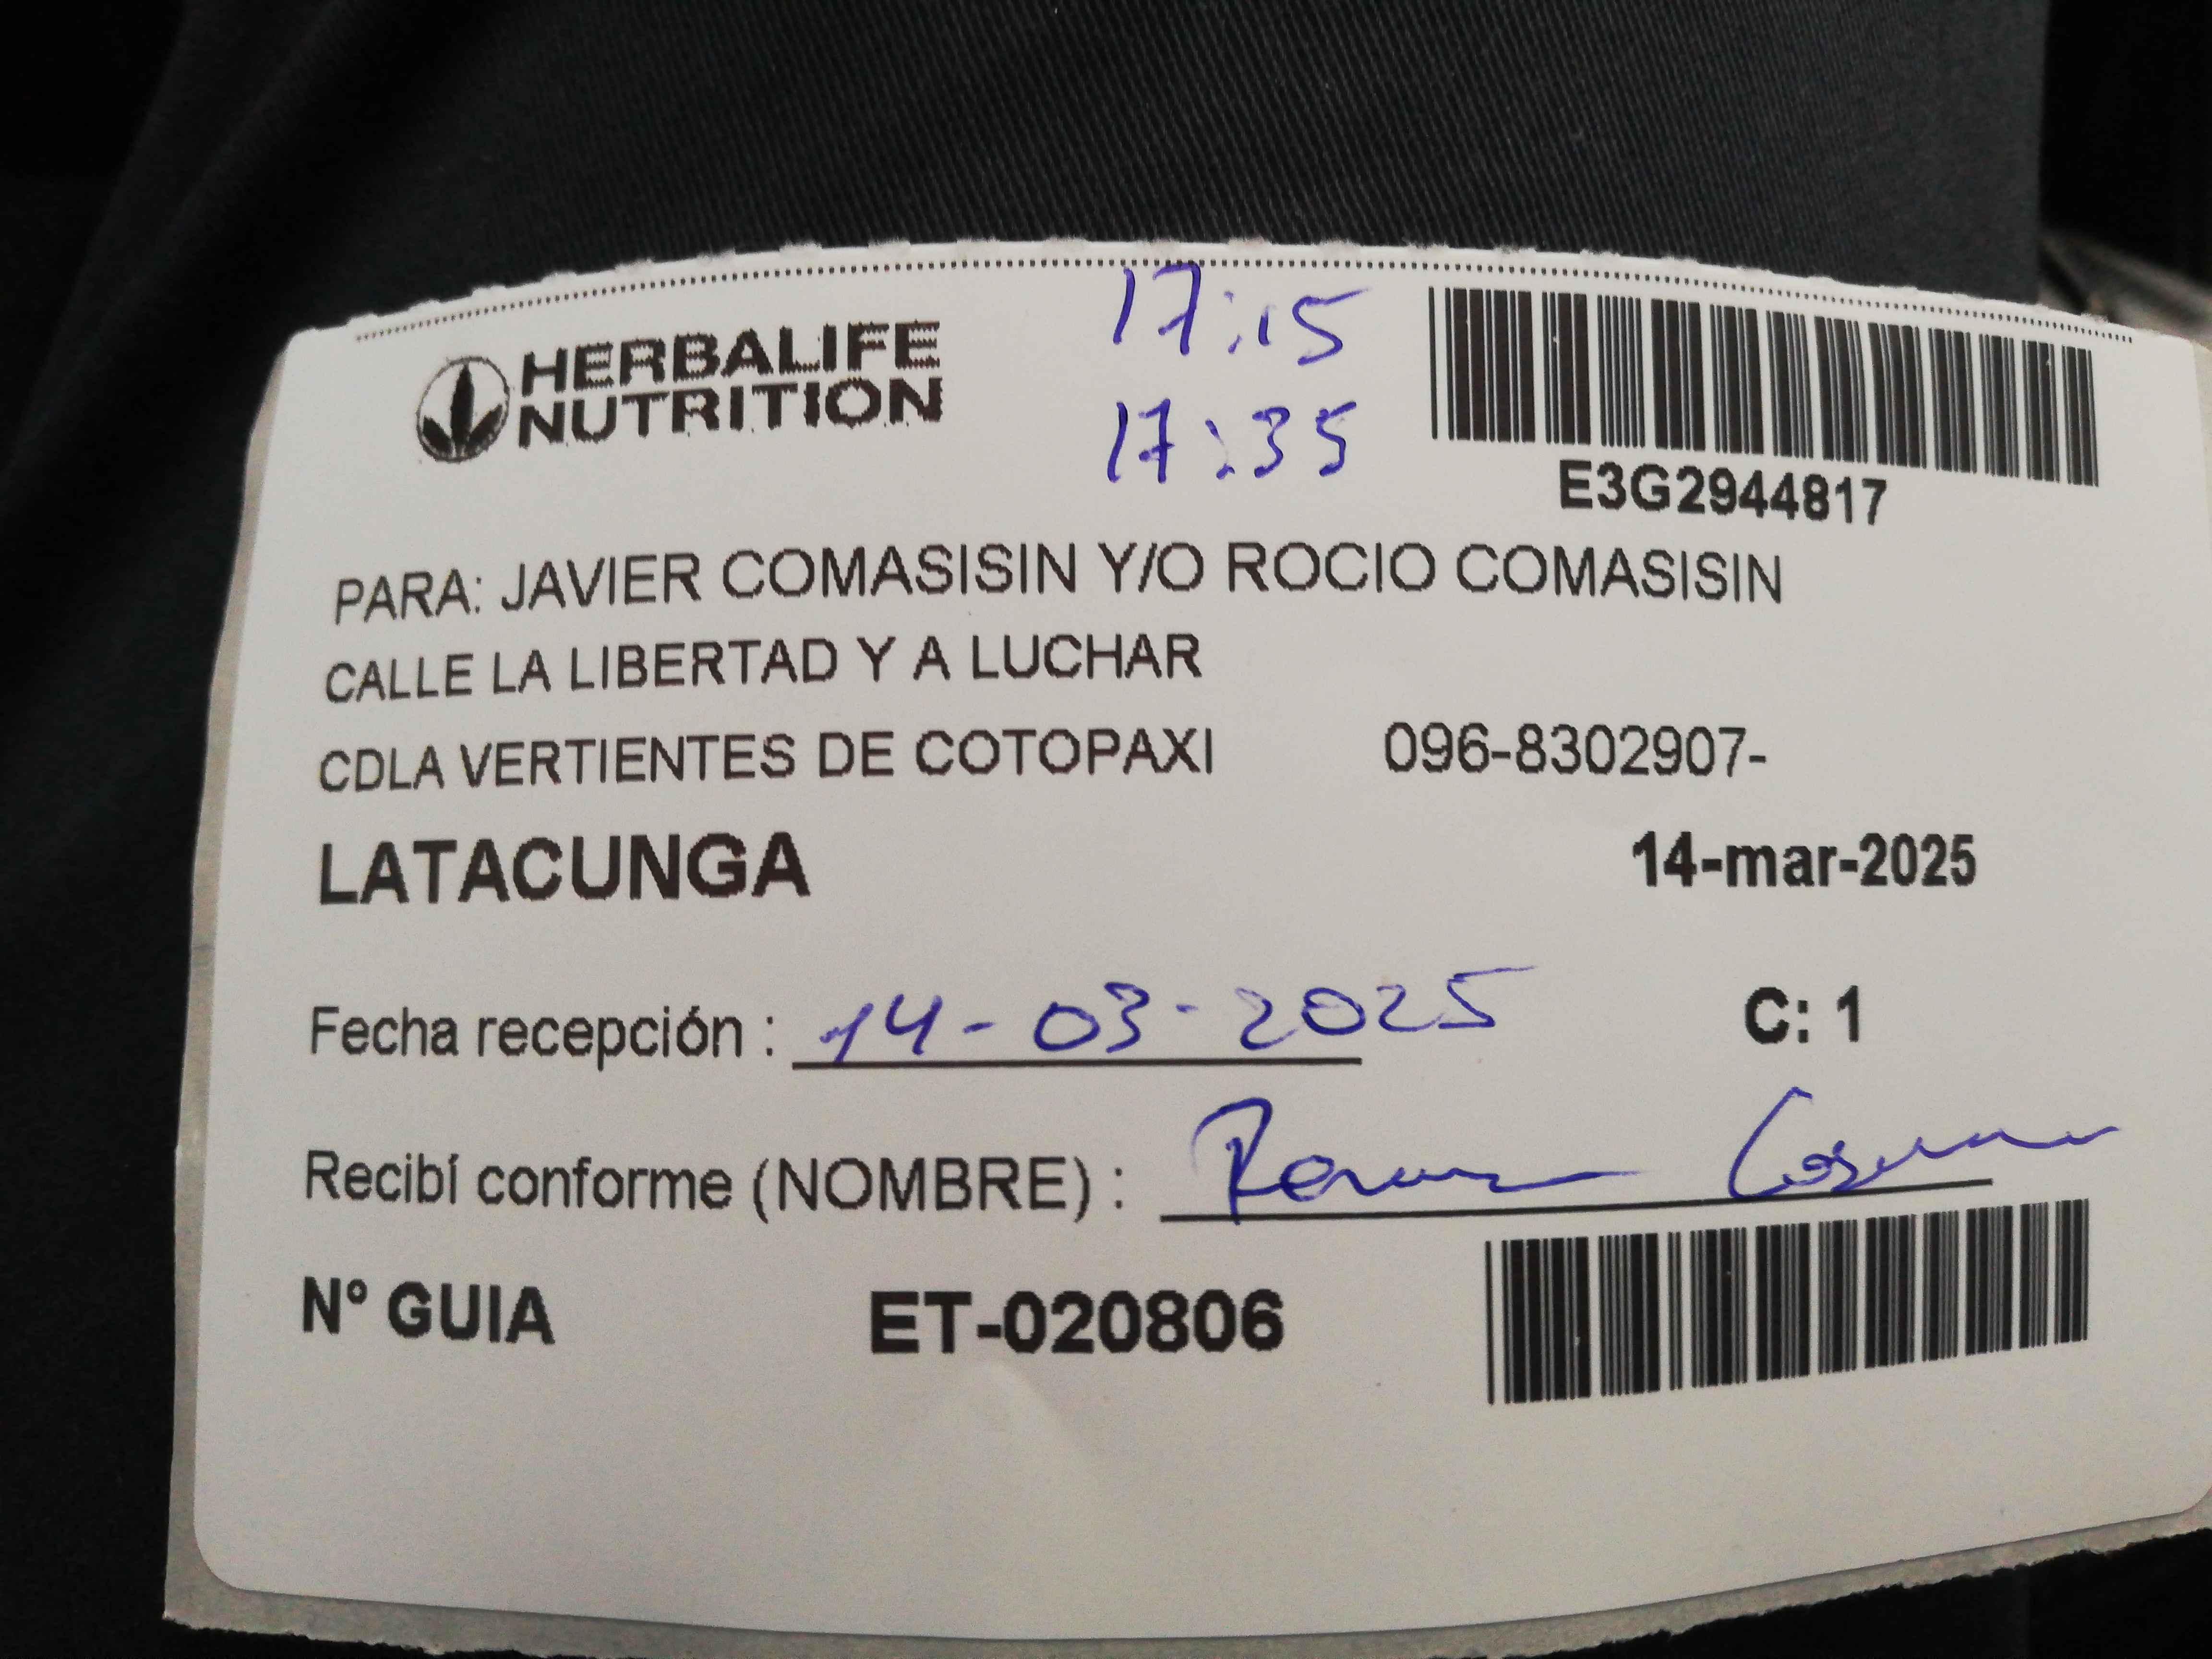 HERBALIFE
NUTRITION
17:15
17:35
E3G2944817
PARA: JAVIER COMASISIN Y/O ROCIO COMASISIN
CALLE LA LIBERTAD Y A LUCHAR
CDLA VERTIENTES DE COTOPAXI 096-8302907-
LATACUNGA 14-mar-2025
Fecha recepción : 14-03-2025 C: 1
Recibí conforme (NOMBRE) :
N° GUIA ET-020806